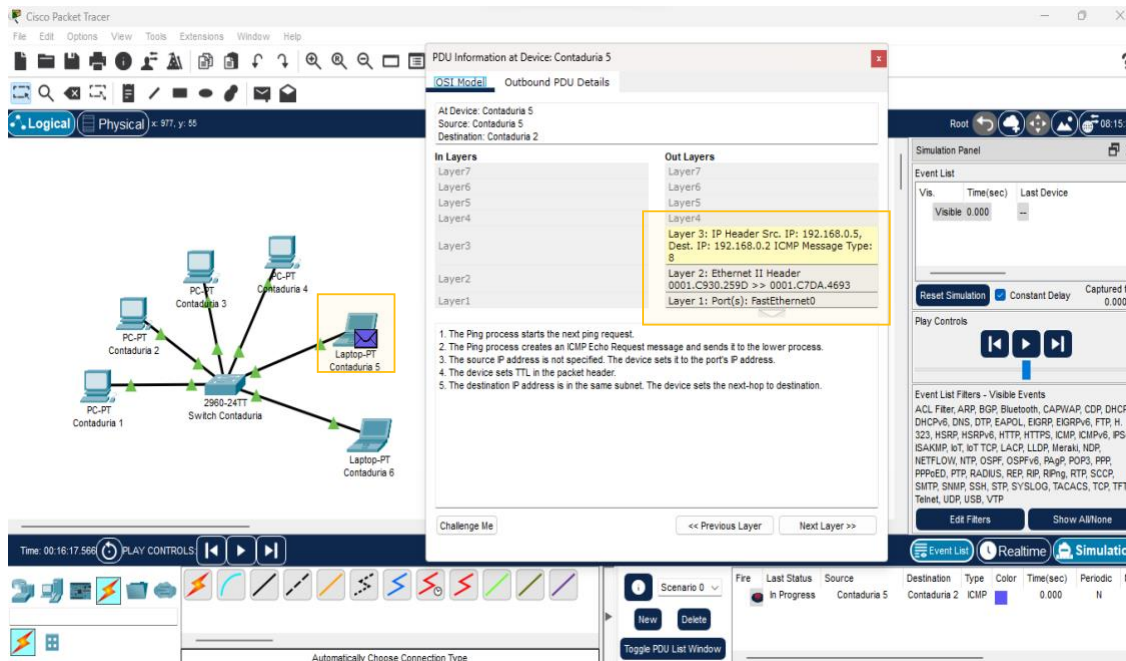 Cisco Packet Tracer
File Edit Options View Tools Extensions Window Help
Logical Physical x: 977, y: 55
Root 08:15:
PC-PT
Contaduria 4
PC-PT
Contaduria 3
PC-PT
Contaduria 2
PC-PT
Contaduria 1
2960-24TT
Switch Contaduria
Laptop-PT
Contaduria 5
Laptop-PT
Contaduria 6
PDU Information at Device: Contaduria 5
x
OSI Model Outbound PDU Details
At Device: Contaduria 5
Source: Contaduria 5
Destination: Contaduria 2
In Layers
Layer7
Layer6
Layer5
Layer4
Layer3
Layer2
Layer1
Out Layers
Layer7
Layer6
Layer5
Layer4
Layer 3: IP Header Src. IP: 192.168.0.5,
Dest. IP: 192.168.0.2 ICMP Message Type:
8
Layer 2: Ethernet II Header
0001.C930.259D >> 0001.C7DA.4693
Layer 1: Port(s): FastEthernet0
1. The Ping process starts the next ping request.
2. The Ping process creates an ICMP Echo Request message and sends it to the lower process.
3. The source IP address is not specified. The device sets it to the port's IP address.
4. The device sets TTL in the packet header.
5. The destination IP address is in the same subnet. The device sets the next-hop to destination.
Challenge Me << Previous Layer Next Layer >>
Simulation Panel
Event List
Vis. Time(sec) Last Device
Visible 0.000 --
Reset Simulation Constant Delay Captured
0.000
Play Controls
Event List Filters - Visible Events
ACL Filter, ARP, BGP, Bluetooth, CAPWAP, CDP, DHCP
DHCPv6, DNS, DTP, EAPOL, EIGRP, EIGRPv6, FTP, H.
323, HSRP, HSRPv6, HTTP, HTTPS, ICMP, ICMPv6, IPS
ISAKMP, IoT, IoT TCP, LACP, LLDP, Meraki, NDP,
NETFLOW, NTP, OSPF, OSPFv6, PAgP, POP3, PPP,
PPPoED, PTP, RADIUS, REP, RIP, RIPng, RTP, SCCP,
SMTP, SNMP, SSH, STP, SYSLOG, TACACS, TCP, TFT
Telnet, UDP, USB, VTP
Edit Filters Show All/None
Time: 00:16:17.566 PLAY CONTROLS:
Event List Realtime Simulatio
Automatically Choose Connection Type
Scenario 0
New Delete
Toggle PDU List Window
Fire Last Status Source Destination Type Color Time(sec) Periodic
In Progress Contaduria 5 Contaduria 2 ICMP 0.000 N